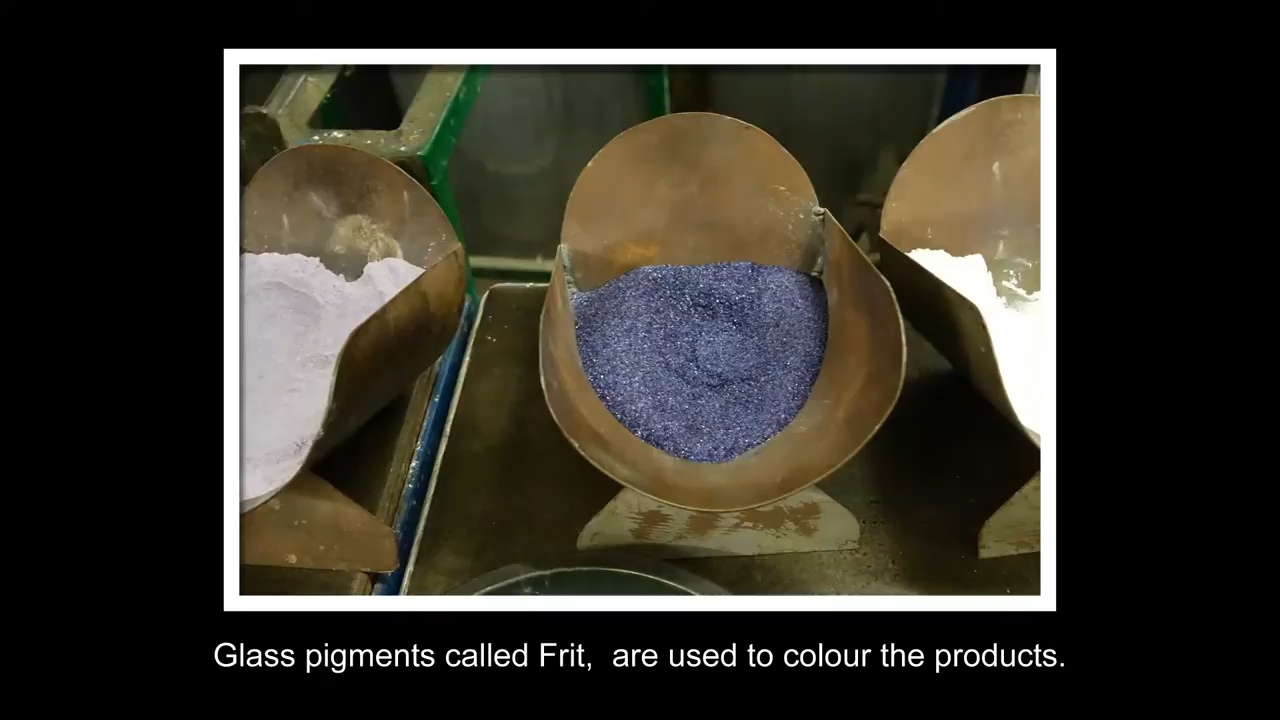 Glass pigments called Frit,  are used to colour the products.